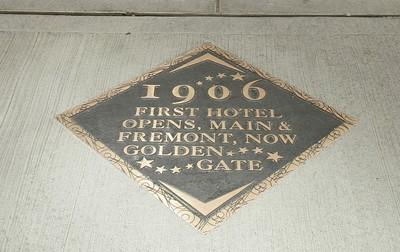 1906
FIRST HOTEL
OPENS, MAIN &
FREMONT, NOW
GOLDEN
GATE